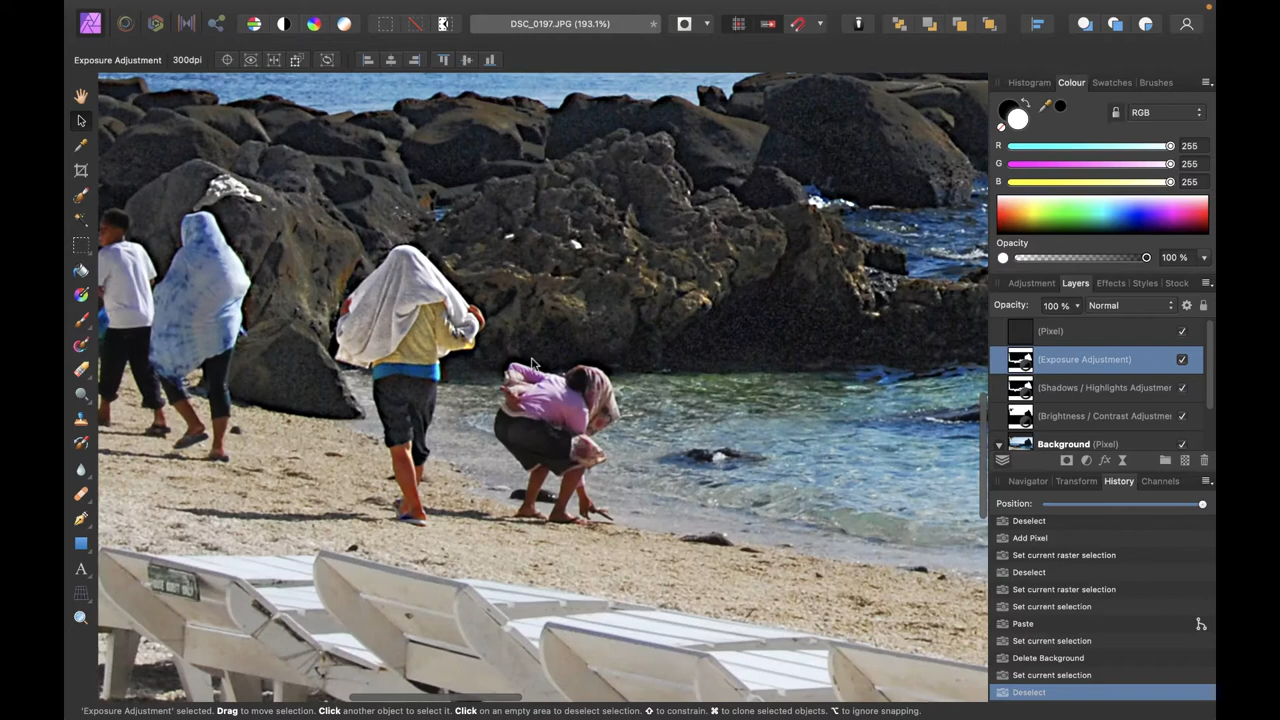 DSC_0197.JPG (193.1%)
*
Exposure Adjustment
300dpi
Histogram
Colour
Swatches
Brushes
RGB
R
255
G
255
B
255
Opacity
100 %
Adjustment
Layers
Effects
Styles
Stock
Opacity:
100 %
Normal
(Pixel)
(Exposure Adjustment)
(Shadows / Highlights Adjustmer
(Brightness / Contrast Adjustme
Background (Pixel)
Navigator
Transform
History
Channels
Position:
Deselect
Add Pixel
Set current raster selection
Deselect
Set current raster selection
Set current selection
Paste
Set current selection
Delete Background
Set current selection
Deselect
A
'Exposure Adjustment' selected. Drag to move selection. Click another object to select it. Click on an empty area to deselect selection. ⇧ to constrain. ⌘ to clone selected objects. ⌥ to ignore snapping.